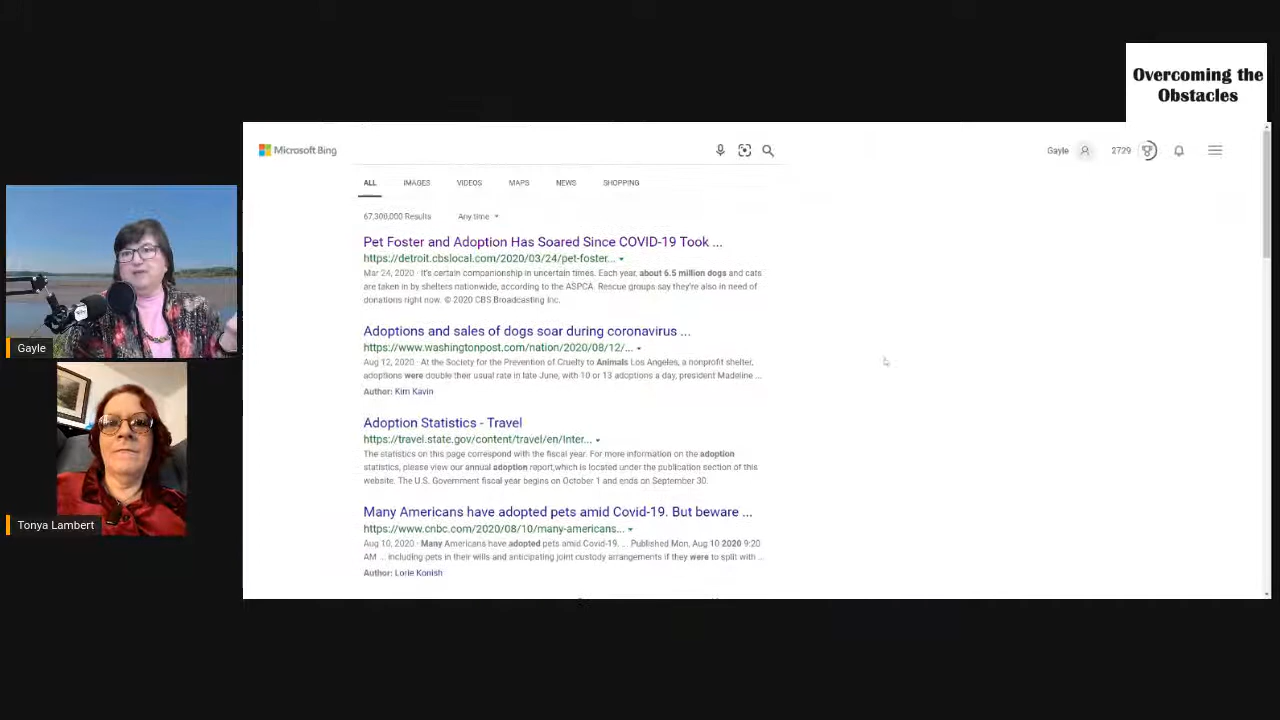 Overcoming the
Obstacles
Microsoft Bing
Gayle
2729
ALL
IMAGES
VIDEOS
MAPS
NEWS
SHOPPING
67,300,000 Results
Any time
Pet Foster and Adoption Has Soared Since COVID-19 Took ...
https://detroit.cbslocal.com/2020/03/24/pet-foster...
Mar 24, 2020 · It's certain companionship in uncertain times. Each year, about 6.5 million dogs and cats
are taken in by shelters nationwide, according to the ASPCA. Rescue groups say they're also in need of
donations right now. © 2020 CBS Broadcasting Inc.
Adoptions and sales of dogs soar during coronavirus ...
https://www.washingtonpost.com/nation/2020/08/12/...
Aug 12, 2020 · At the Society for the Prevention of Cruelty to Animals Los Angeles, a nonprofit shelter,
adoptions were double their usual rate in late June, with 10 or 13 adoptions a day, president Madeline ...
Author: Kim Kavin
Adoption Statistics - Travel
https://travel.state.gov/content/travel/en/Inter...
The statistics on this page correspond with the fiscal year. For more information on the adoption
statistics, please view our annual adoption report,which is located under the publication section of this
website. The U.S. Government fiscal year begins on October 1 and ends on September 30.
Many Americans have adopted pets amid Covid-19. But beware ...
https://www.cnbc.com/2020/08/10/many-americans...
Aug 10, 2020 · Many Americans have adopted pets amid Covid-19. ... Published Mon, Aug 10 2020 9:20
AM ... including pets in their wills and anticipating joint custody arrangements if they were to split with ...
Author: Lorie Konish
Gayle
Tonya Lambert